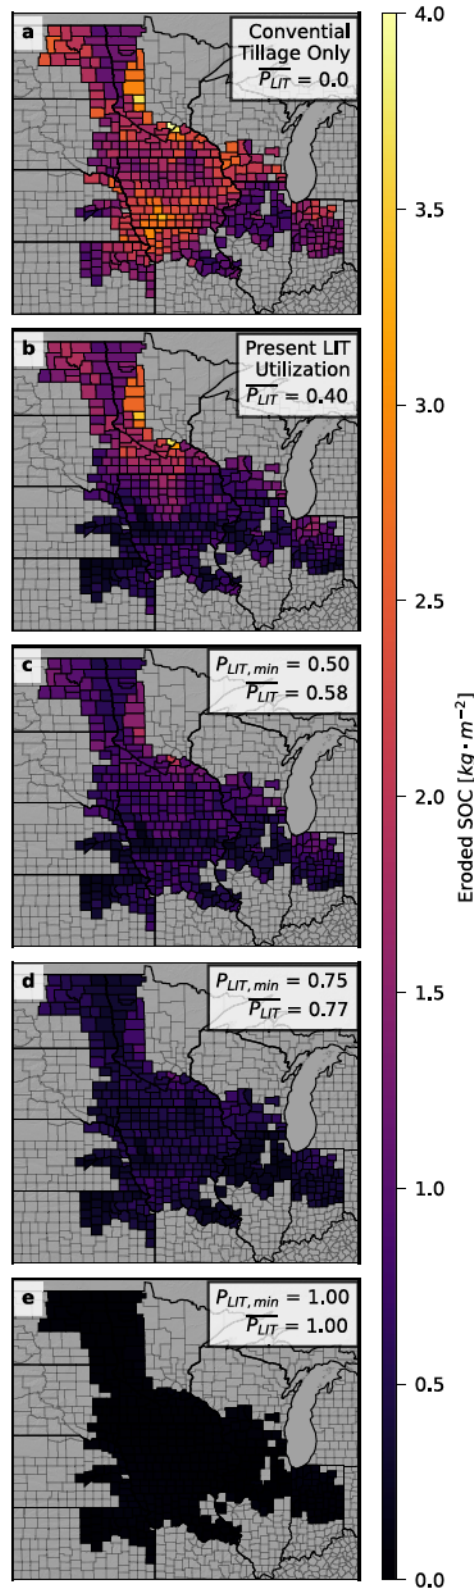 a
Convential
Tillage Only
P_LIT = 0.0
b
Present LIT
Utilization
P_LIT = 0.40
c
P_LIT, min = 0.50
P_LIT = 0.58
d
P_LIT, min = 0.75
P_LIT = 0.77
e
P_LIT, min = 1.00
P_LIT = 1.00
4.0
3.5
3.0
2.5
2.0
1.5
1.0
0.5
0.0
Eroded SOC [kg • m⁻²]